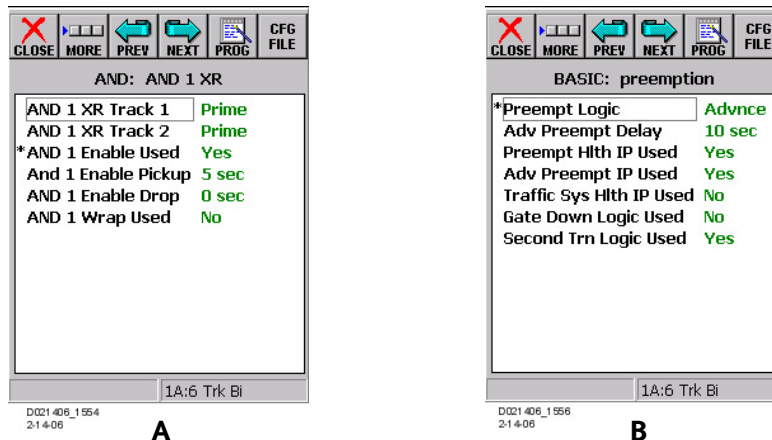 CLOSE MORE PREV NEXT PROG CFG FILE
AND: AND 1 XR
AND 1 XR Track 1 Prime
AND 1 XR Track 2 Prime
*AND 1 Enable Used Yes
And 1 Enable Pickup 5 sec
AND 1 Enable Drop 0 sec
AND 1 Wrap Used No
1A:6 Trk Bi
D021406_1554
2-14-06
A
CLOSE MORE PREV NEXT PROG CFG FILE
BASIC: preemption
*Preempt Logic Advnce
Adv Preempt Delay 10 sec
Preempt Hlth IP Used Yes
Adv Preempt IP Used Yes
Traffic Sys Hlth IP Used No
Gate Down Logic Used No
Second Trn Logic Used Yes
1A:6 Trk Bi
D021406_1556
2-14-06
B